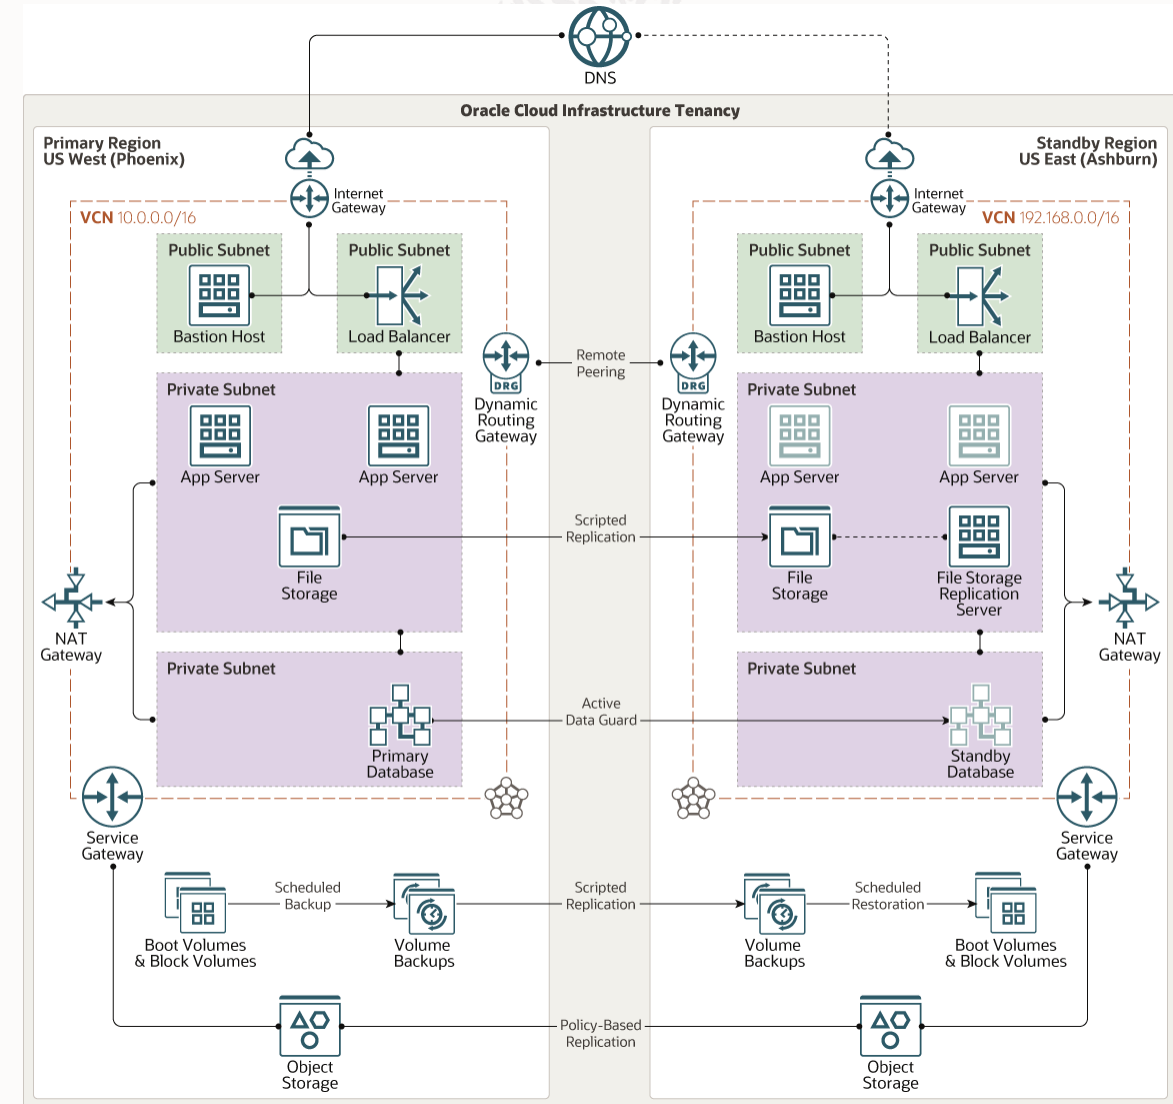 DNS
Oracle Cloud Infrastructure Tenancy
Primary Region
US West (Phoenix)
Internet
Gateway
VCN 10.0.0.0/16
Public Subnet
Bastion Host
Public Subnet
Load Balancer
Private Subnet
App Server
App Server
File
Storage
NAT
Gateway
Private Subnet
Primary
Database
Service
Gateway
DRG
Dynamic
Routing
Gateway
Remote
Peering
Scripted
Replication
Active
Data Guard
Standby Region
US East (Ashburn)
Internet
Gateway
VCN 192.168.0.0/16
Public Subnet
Bastion Host
Public Subnet
Load Balancer
DRG
Dynamic
Routing
Gateway
Private Subnet
App Server
App Server
File
Storage
File Storage
Replication
Server
NAT
Gateway
Private Subnet
Standby
Database
Service
Gateway
Boot Volumes
& Block Volumes
Scheduled
Backup
Volume
Backups
Scripted
Replication
Volume
Backups
Scheduled
Restoration
Boot Volumes
& Block Volumes
Object
Storage
Policy-Based
Replication
Object
Storage